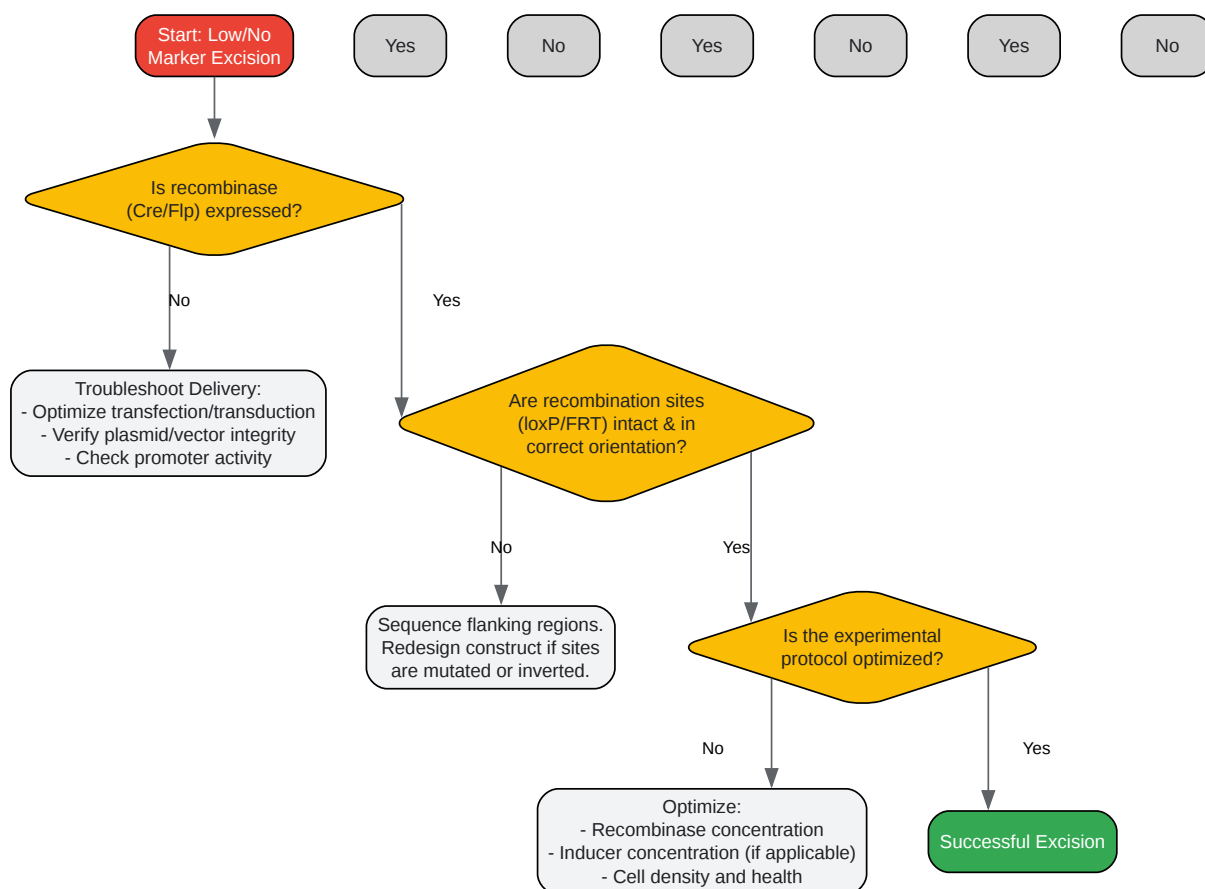 Start: Low/No
Marker Excision
Yes
No
Yes
No
Yes
No
Is recombinase
(Cre/Flp) expressed?
No
Yes
Troubleshoot Delivery:
- Optimize transfection/transduction
- Verify plasmid/vector integrity
- Check promoter activity
Are recombination sites
(loxP/FRT) intact & in
correct orientation?
No
Yes
Sequence flanking regions.
Redesign construct if sites
are mutated or inverted.
Is the experimental
protocol optimized?
No
Yes
Optimize:
- Recombinase concentration
- Inducer concentration (if applicable)
- Cell density and health
Successful Excision